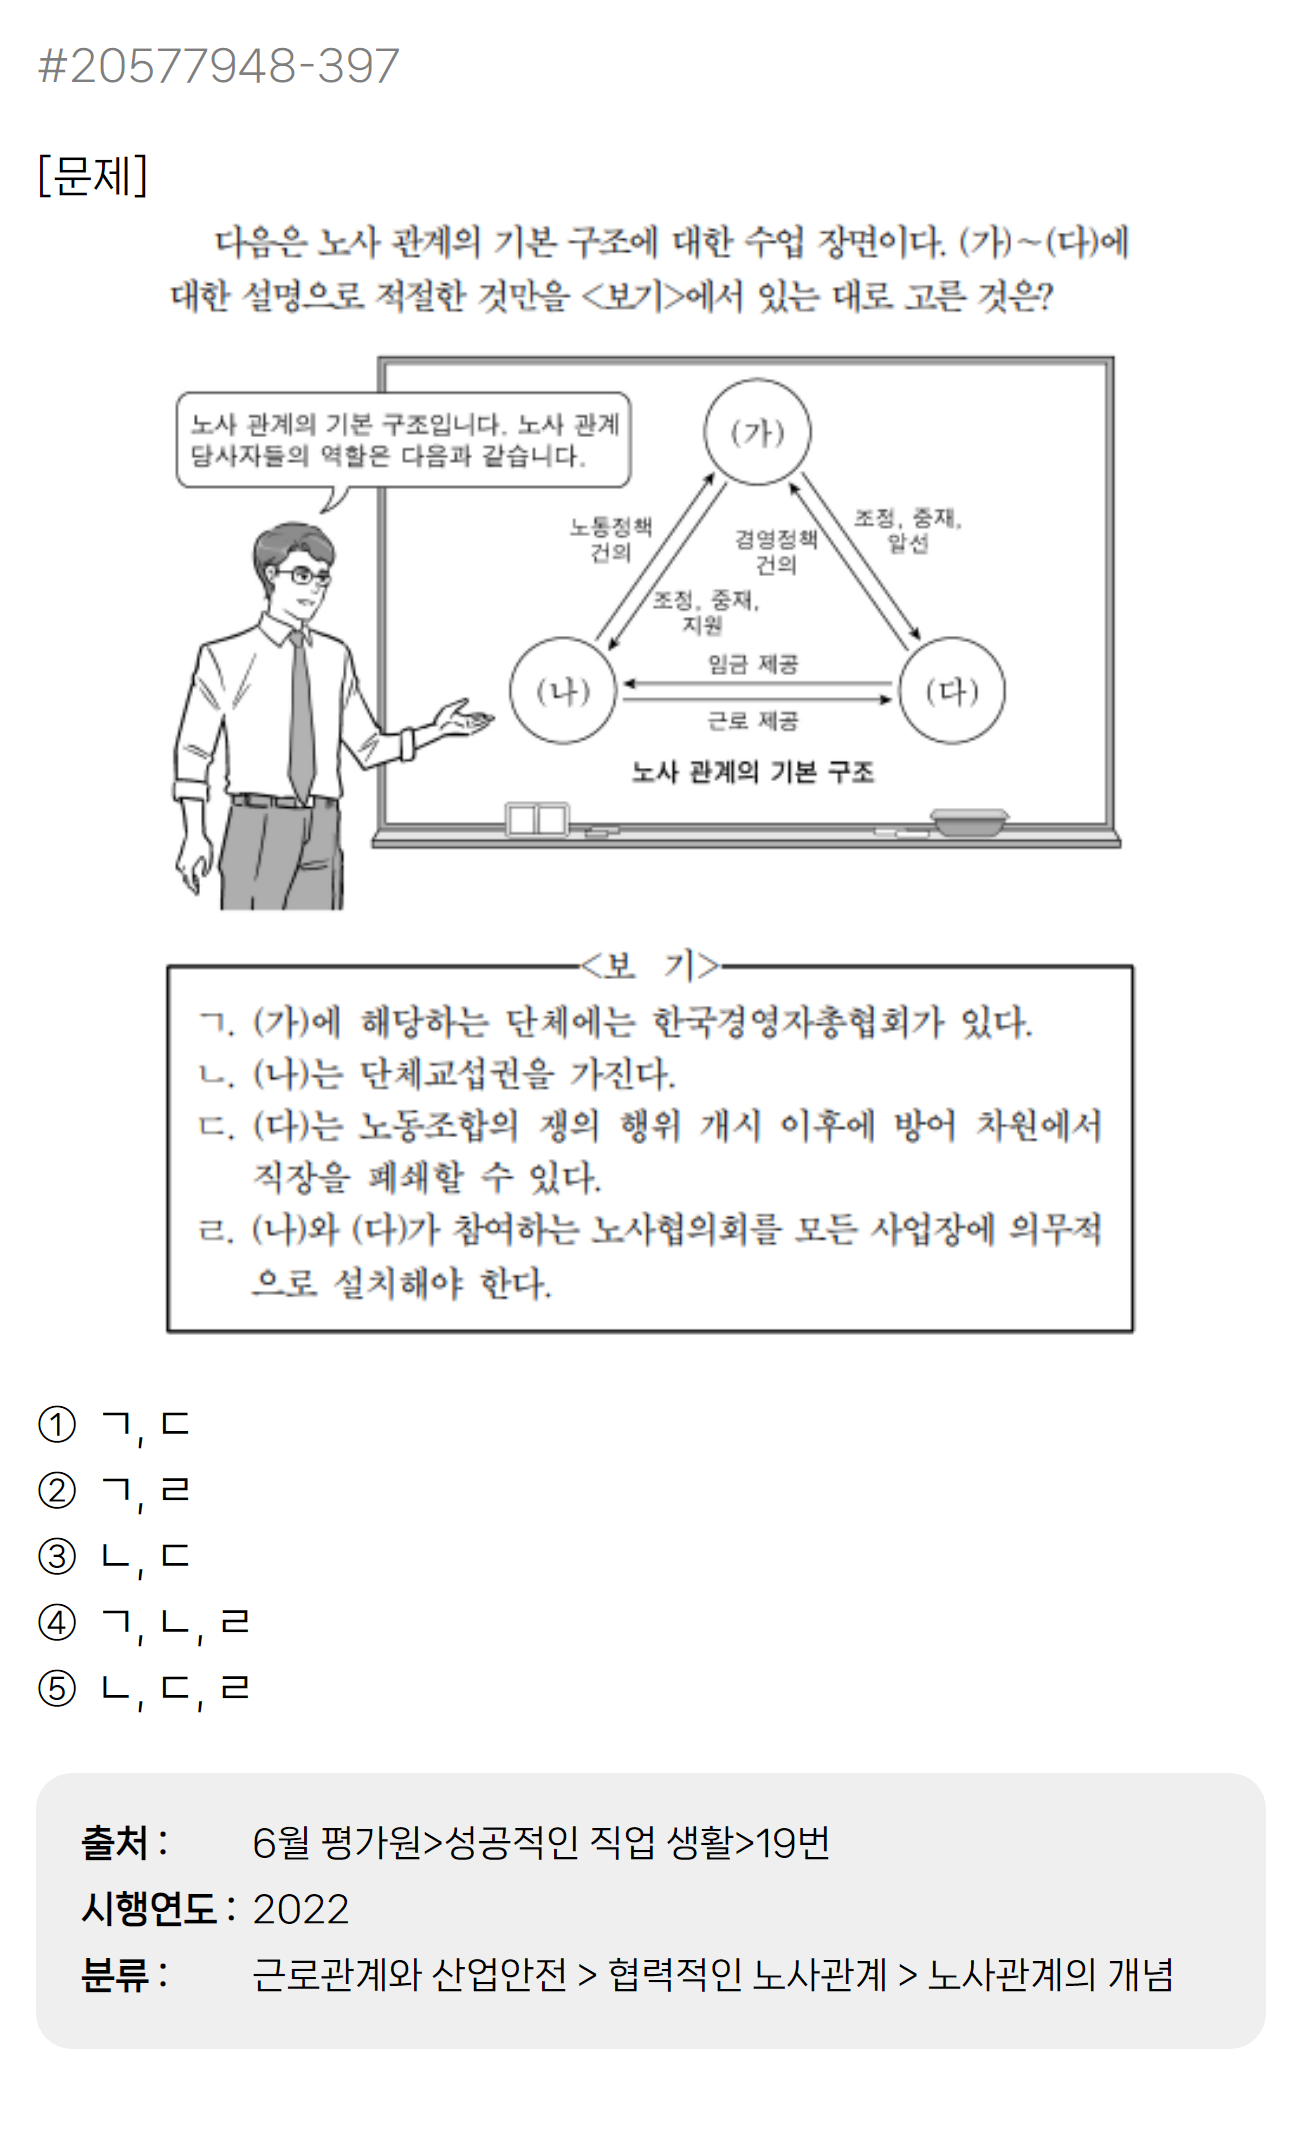 #20577948-397
[문제]
다음은 노사 관계의 기본 구조에 대한 수업 장면이다. (가)~(다)에
대한 설명으로 적절한 것만을 <보기>에서 있는 대로 고른 것은?
노사 관계의 기본 구조입니다. 노사 관계
당사자들의 역할은 다음과 같습니다.
(가)
노동정책
건의
경영정책
건의
조정, 중재,
알선
조정, 중재,
지원
임금 제공
(나)
(다)
근로 제공
노사 관계의 기본 구조
<보 기>
ㄱ. (가)에 해당하는 단체에는 한국경영자총협회가 있다.
ㄴ. (나)는 단체교섭권을 가진다.
ㄷ. (다)는 노동조합의 쟁의 행위 개시 이후에 방어 차원에서
직장을 폐쇄할 수 있다.
ㄹ. (나)와 (다)가 참여하는 노사협의회를 모든 사업장에 의무적
으로 설치해야 한다.
① ㄱ, ㄷ
② ㄱ, ㄹ
③ ㄴ, ㄷ
④ ㄱ, ㄴ, ㄹ
⑤ ㄴ, ㄷ, ㄹ
출처 : 6월 평가원>성공적인 직업 생활>19번
시행연도 : 2022
분류 : 근로관계와 산업안전 > 협력적인 노사관계 > 노사관계의 개념